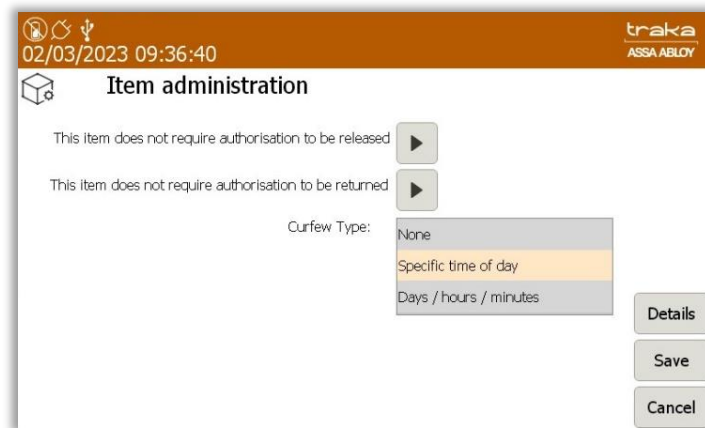 traka
02/03/2023 09:36:40
ASSA ABLOY
Item administration
This item does not require authorisation to be released
This item does not require authorisation to be returned
Curfew Type:
None
Specific time of day
Days / hours / minutes
Details
Save
Cancel